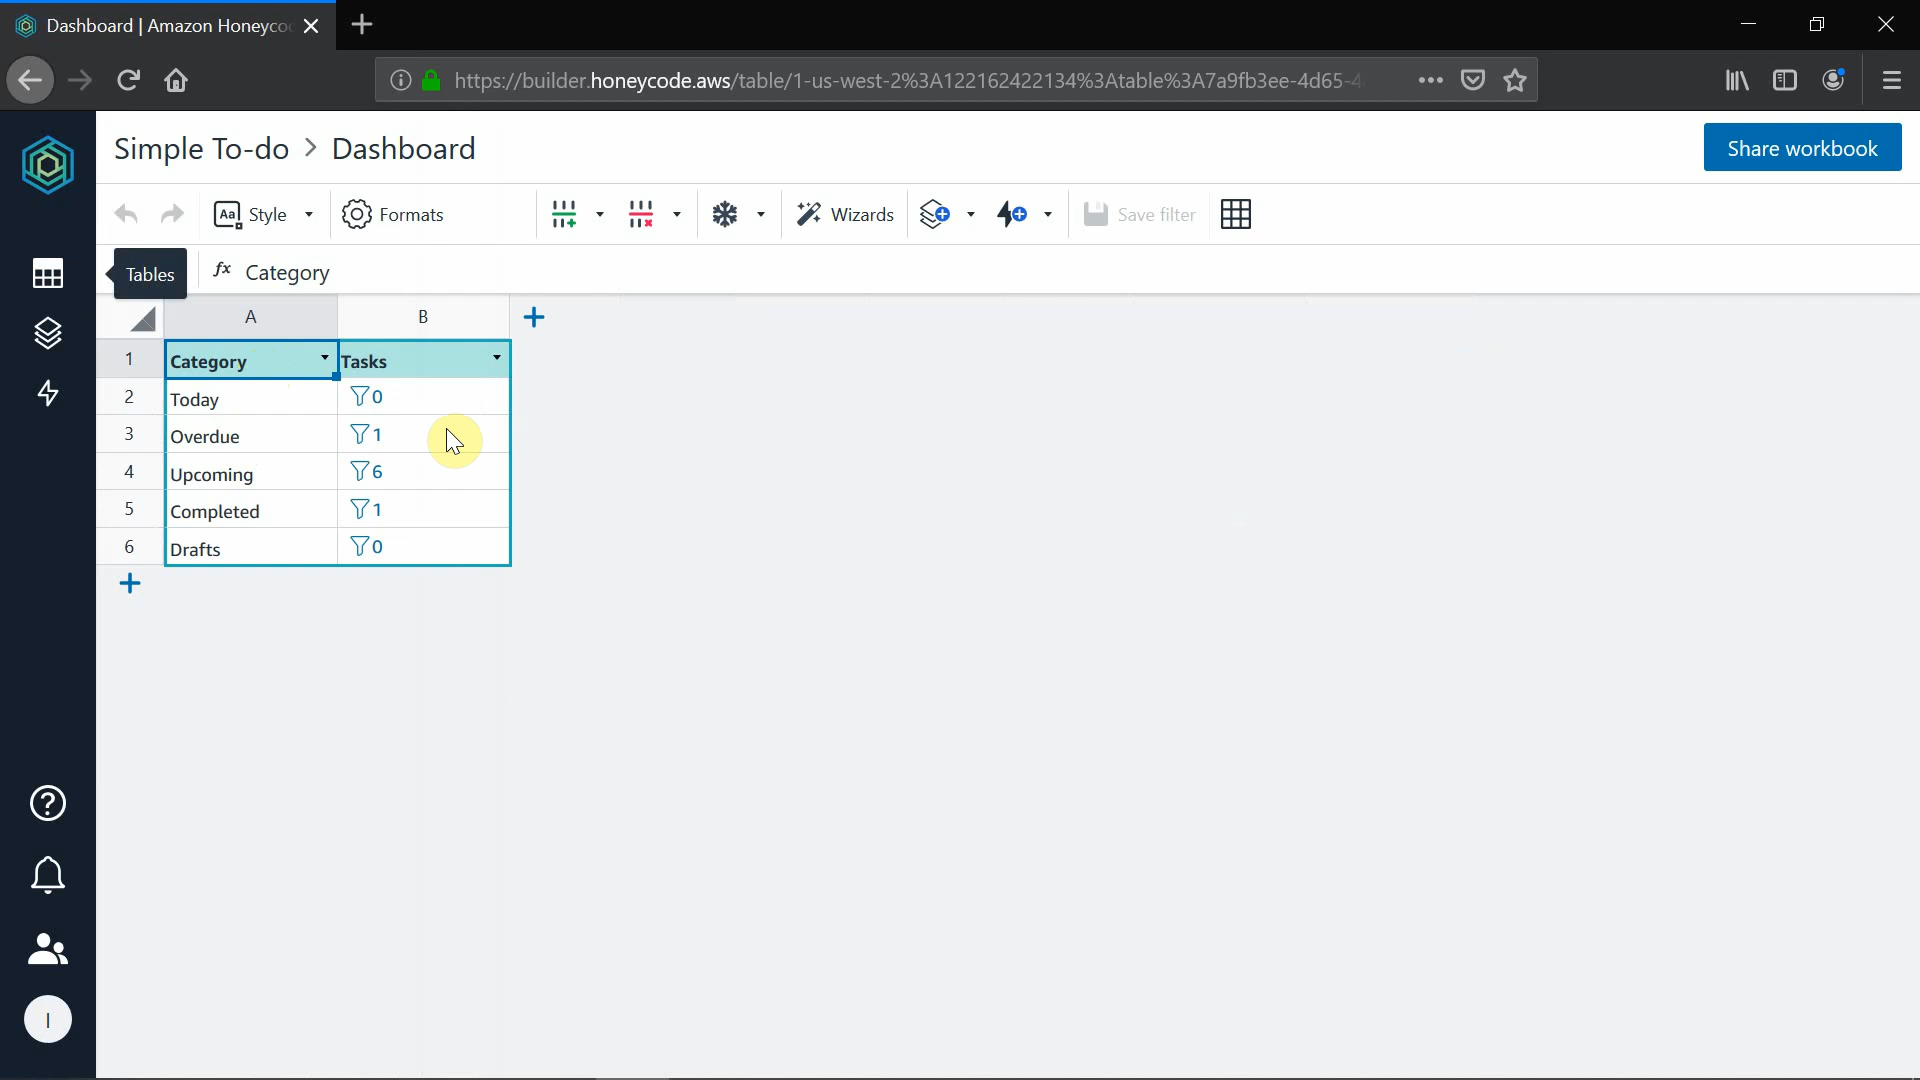 Dashboard | Amazon Honeyco
https://builder.honeycode.aws/table/1-us-west-2%3A122162422134%3Atable%3A7a9fb3ee-4d65-4
Simple To-do > Dashboard
Share workbook
Aa Style
Formats
Wizards
Save filter
Tables
fx Category
A B
1 Category Tasks
2 Today 0
3 Overdue 1
4 Upcoming 6
5 Completed 1
6 Drafts 0
I